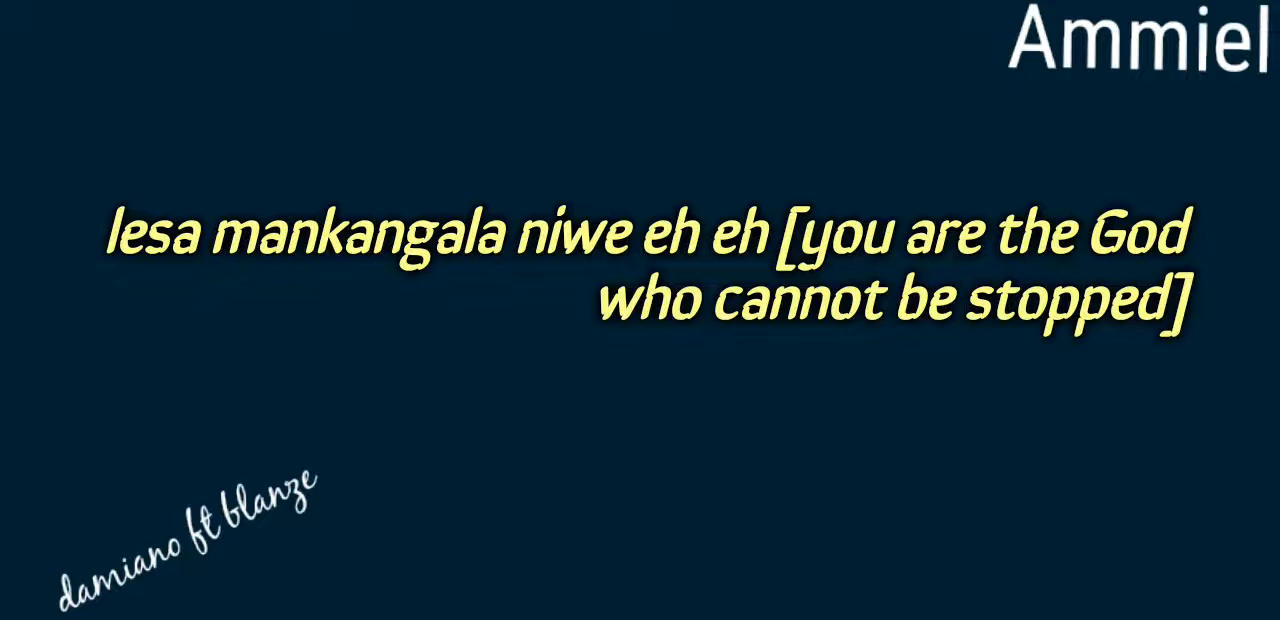 Ammiel
lesa mankangala niwe eh eh [you are the God
who cannot be stopped]
damiano ft blanze